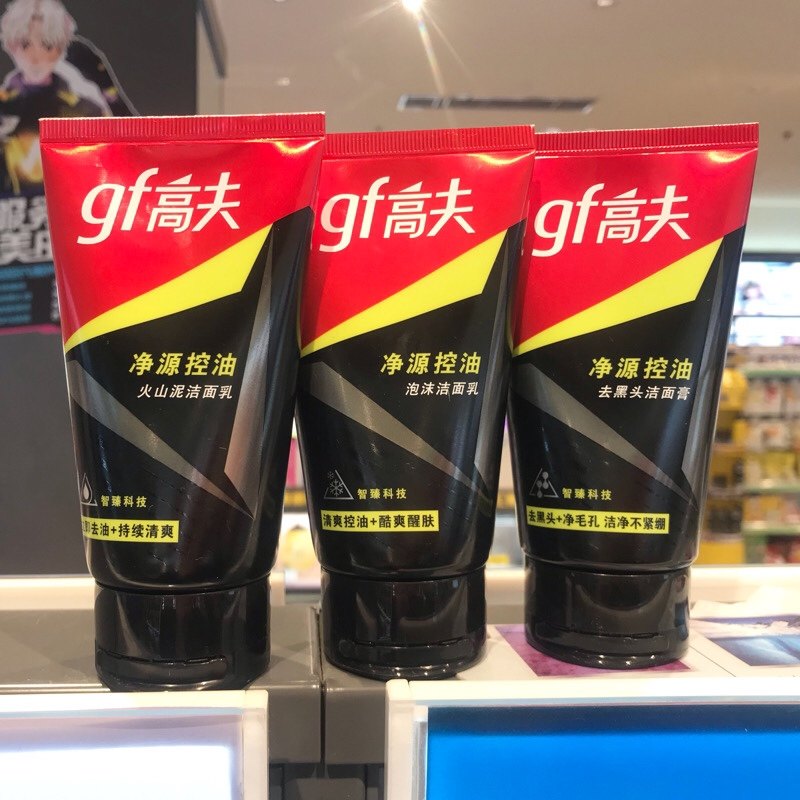 gf高夫
净源控油
火山泥洁面乳
智臻科技
去油+持续清爽
gf高夫
净源控油
泡沫洁面乳
智臻科技
清爽控油+酷爽醒肤
gf高夫
净源控油
去黑头洁面膏
智臻科技
去黑头+净毛孔 洁净不紧绷